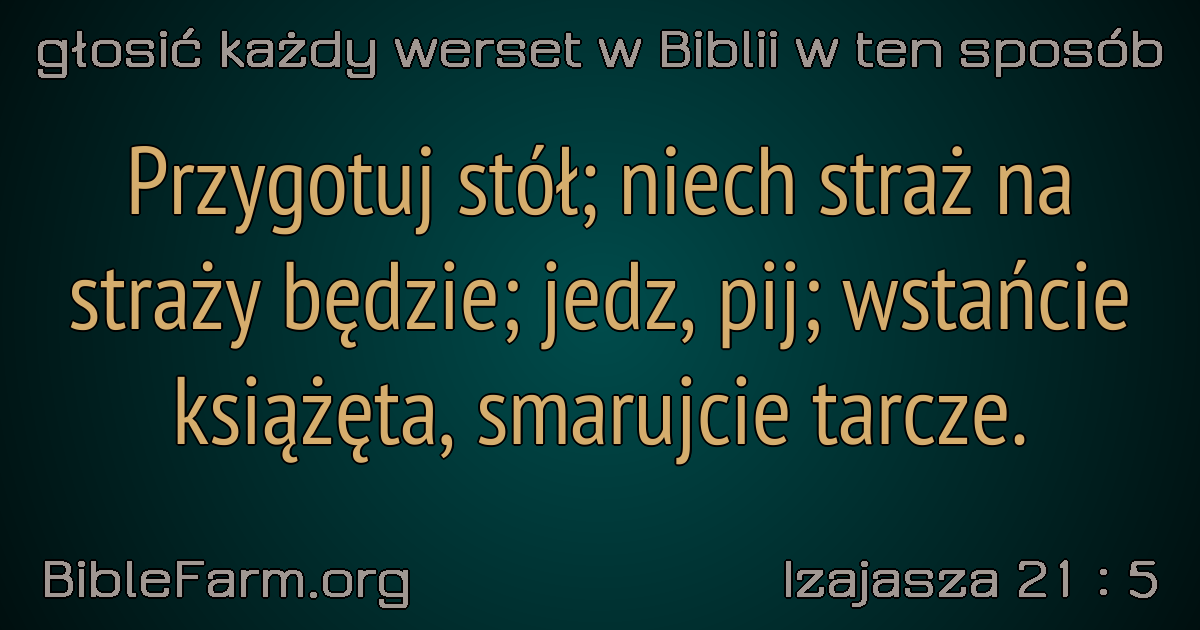 głosić każdy werset w Biblii w ten sposób
Przygotuj stół; niech straż na
straży będzie; jedz, pij; wstańcie
książęta, smarujcie tarcze.
BibleFarm.org
Izajasza 21 : 5